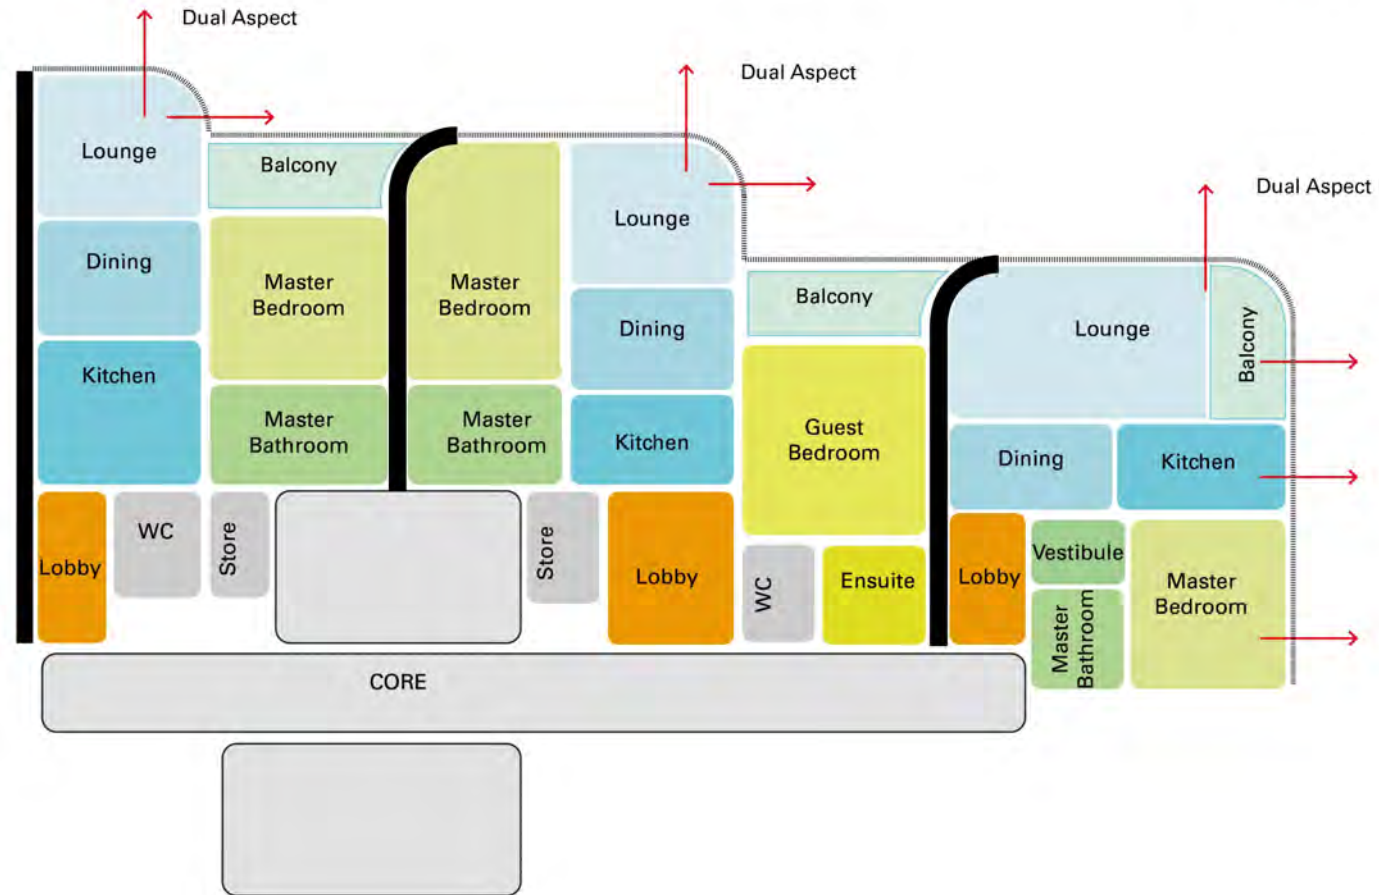 Dual Aspect
Lounge
Balcony
Dining
Master
Bedroom
Kitchen
Master
Bathroom
Lobby
WC
Store
Dual Aspect
Master
Bedroom
Lounge
Dining
Master
Bathroom
Kitchen
Store
Lobby
Balcony
Guest
Bedroom
WC
Ensuite
Dual Aspect
Lounge
Balcony
Dining
Kitchen
Lobby
Vestibule
Master
Bathroom
Master
Bedroom
CORE